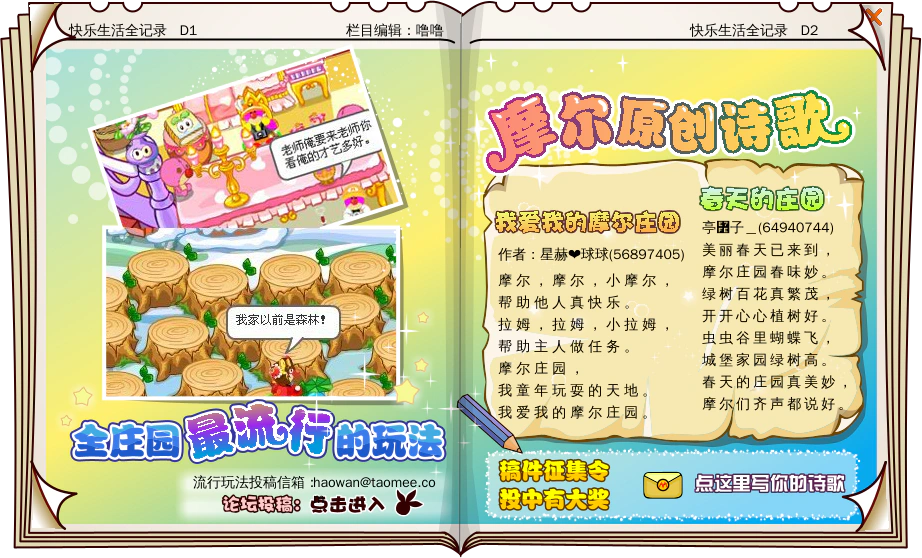 快乐生活全记录 D1
栏目编辑：噜噜
老师俺要来老师你
看俺的才艺多好。
我家以前是森林!
全庄园最流行的玩法
流行玩法投稿信箱:haowan@taomee.co
论坛投稿：点击进入
快乐生活全记录 D2
摩尔原创诗歌
我爱我的摩尔庄园
作者：星赫❤球球(56897405)
摩尔，摩尔，小摩尔，
帮助他人真快乐。
拉姆，拉姆，小拉姆，
帮助主人做任务。
摩尔庄园，
我童年玩耍的天地。
我爱我的摩尔庄园。
春天的庄园
亭子_(64940744)
美丽春天已来到，
摩尔庄园春味妙。
绿树百花真繁茂，
开开心心植树好。
虫虫谷里蝴蝶飞，
城堡家园绿树高。
春天的庄园真美妙，
摩尔们齐声都说好。
稿件征集令
投中有大奖
点这里写你的诗歌